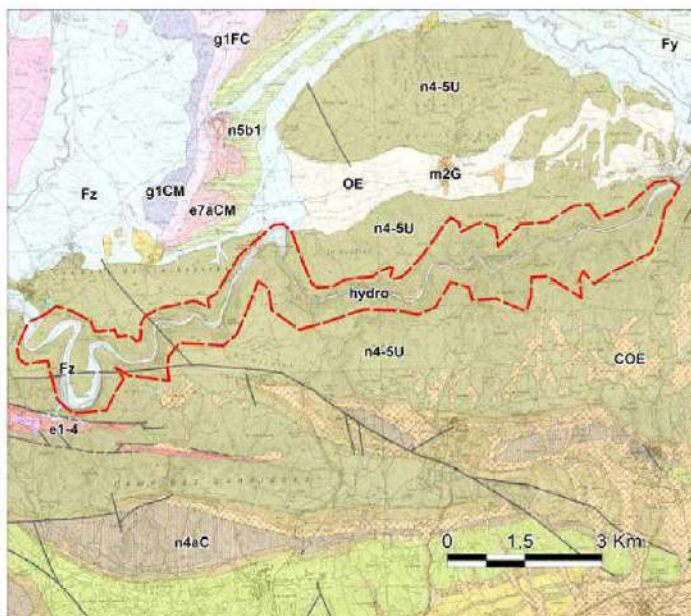 g1FC
Fy
n4-5U
n5b1
OE
m2G
g1CM
Fz
e7àCM
n4-5U
hydro
n4-5U
Fz
COE
e1-4
n4aC
0 1,5 3 Km